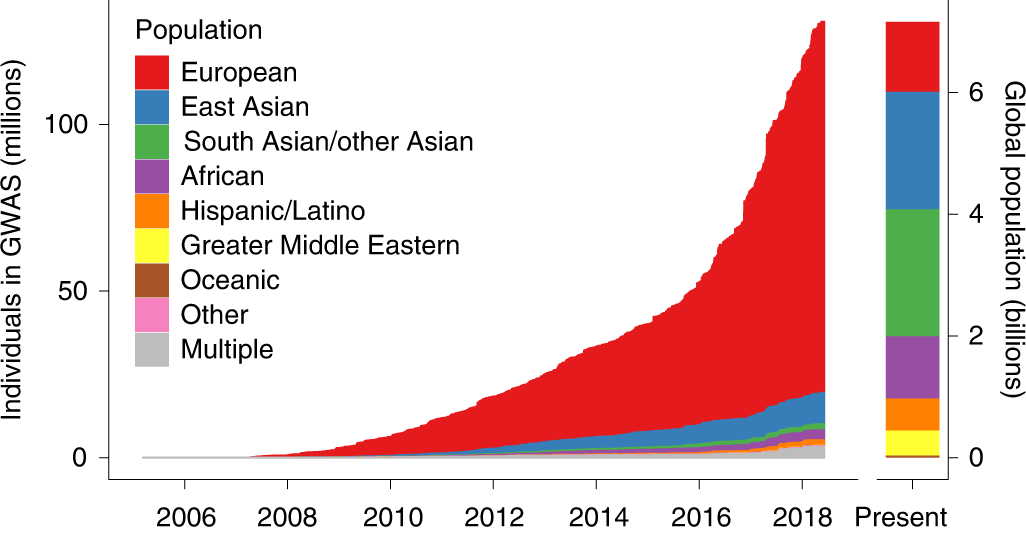 Population
European
East Asian
South Asian/other Asian
African
Hispanic/Latino
Greater Middle Eastern
Oceanic
Other
Multiple
Individuals in GWAS (millions)
100
50
0
2006 2008 2010 2012 2014 2016 2018 Present
6
4
2
0
Global population (billions)